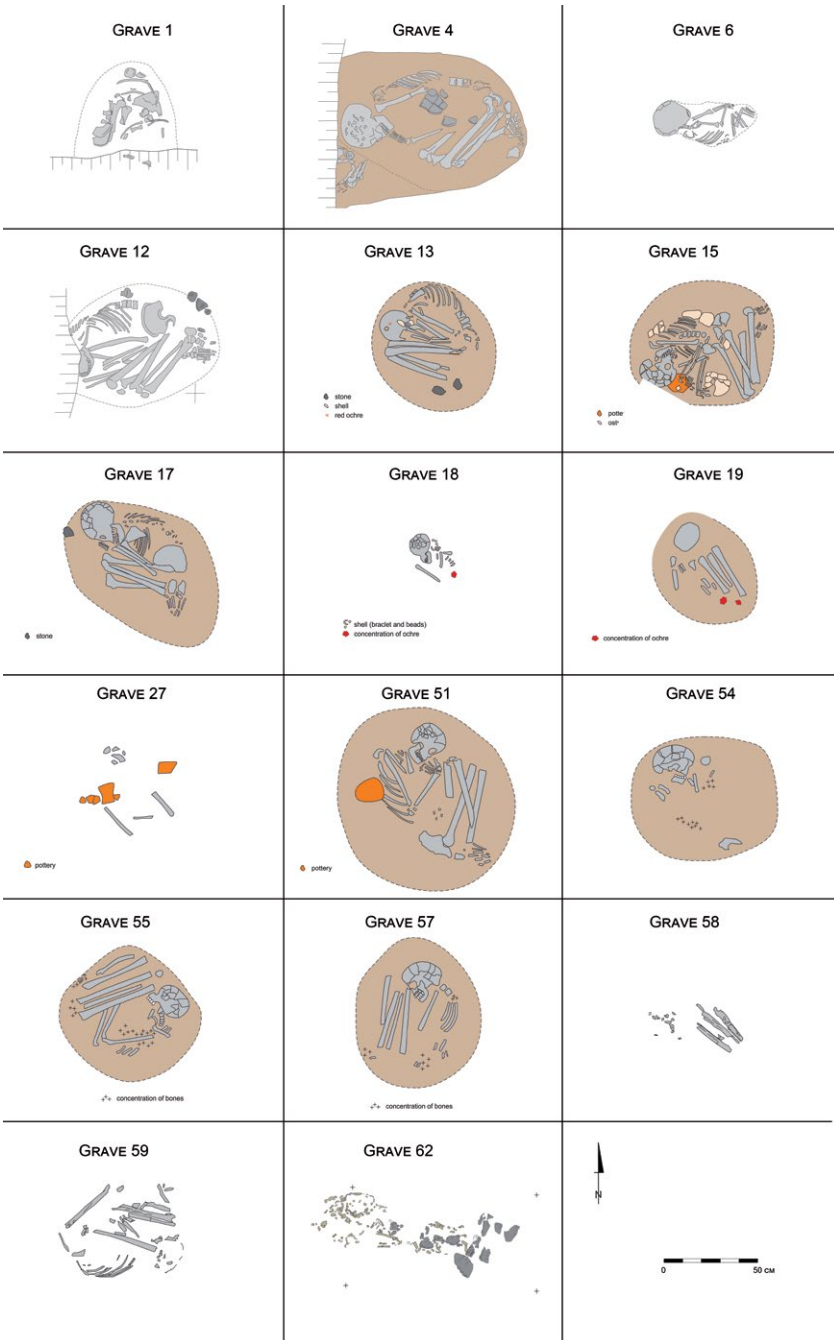 GRAVE 1
GRAVE 4
GRAVE 6
GRAVE 12
GRAVE 13
stone
shell
red ochre
GRAVE 15
potte
GRAVE 17
stone
GRAVE 18
shell (braclet and beads)
concentration of ochre
GRAVE 19
concentration of ochre
GRAVE 27
pottery
GRAVE 51
pottery
GRAVE 54
GRAVE 55
concentration of bones
GRAVE 57
concentration of bones
GRAVE 58
GRAVE 59
GRAVE 62
N
0 50 CM